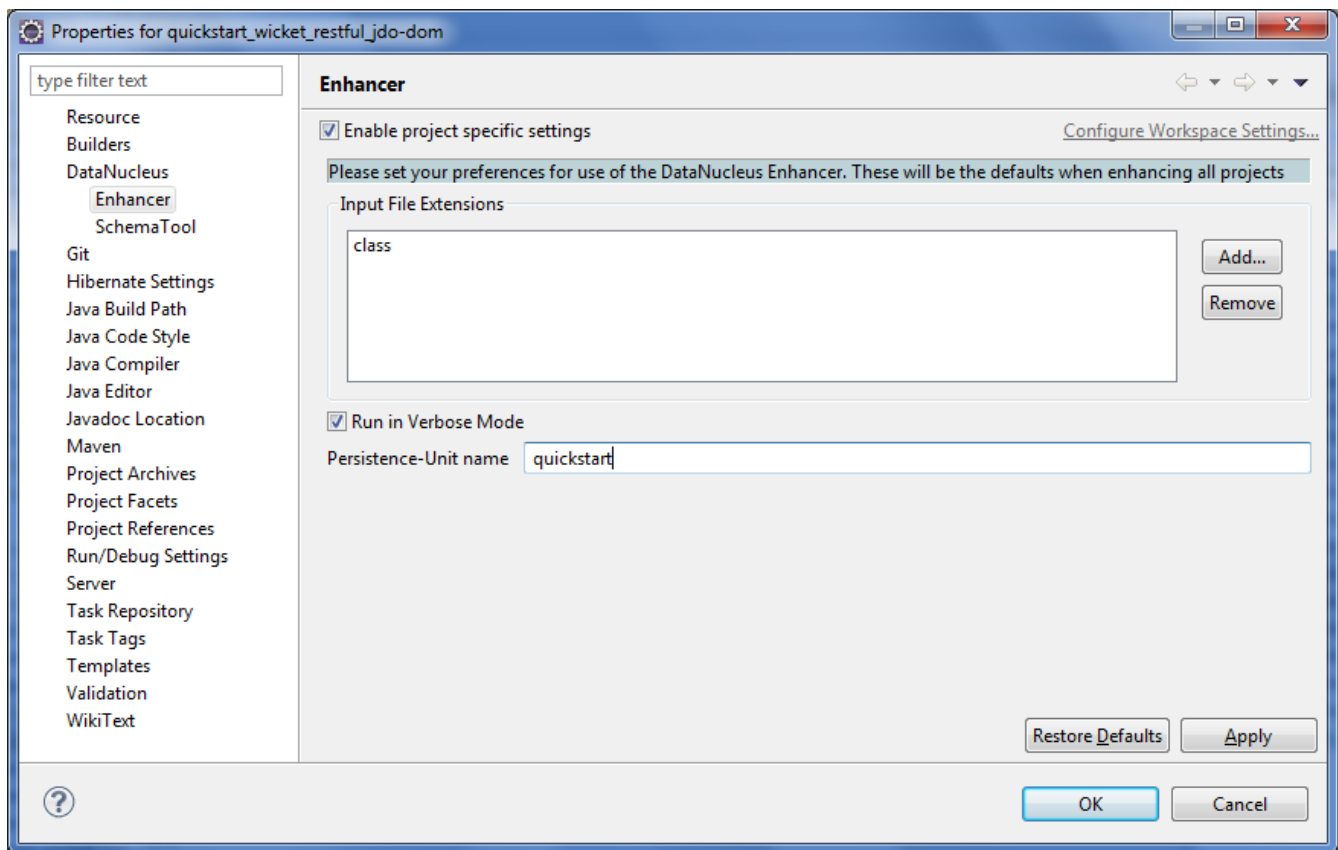 Properties for quickstart_wicket_restful_jdo-dom
type filter text
Resource
Builders
DataNucleus
Enhancer
SchemaTool
Git
Hibernate Settings
Java Build Path
Java Code Style
Java Compiler
Java Editor
Javadoc Location
Maven
Project Archives
Project Facets
Project References
Run/Debug Settings
Server
Task Repository
Task Tags
Templates
Validation
WikiText
Enhancer
Enable project specific settings
Configure Workspace Settings...
Please set your preferences for use of the DataNucleus Enhancer. These will be the defaults when enhancing all projects
Input File Extensions
class
Add...
Remove
Run in Verbose Mode
Persistence-Unit name quickstart
Restore Defaults
Apply
?
OK
Cancel